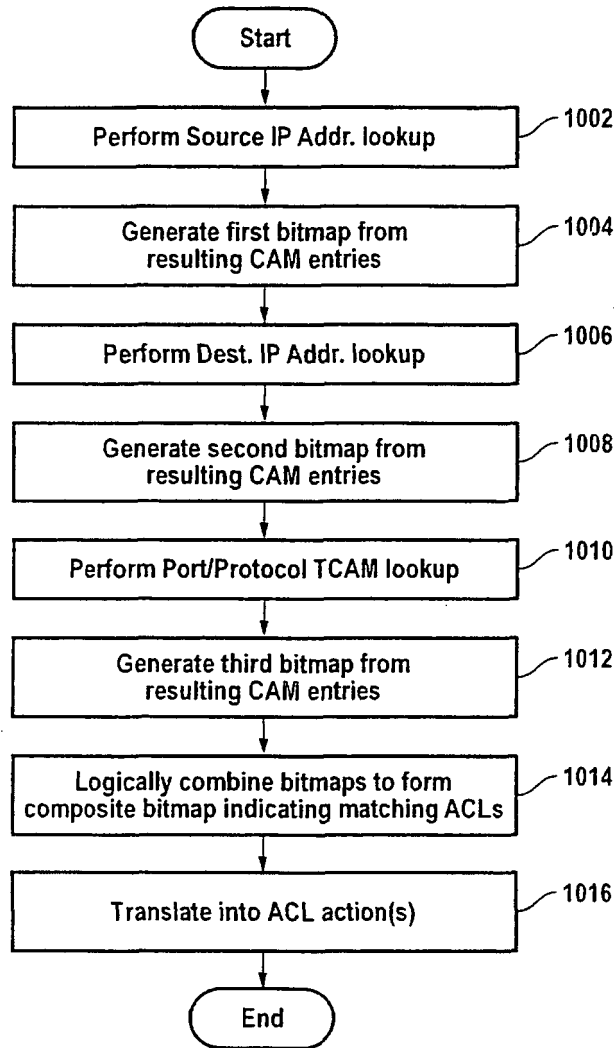 Start
Perform Source IP Addr. lookup
1002
Generate first bitmap from
resulting CAM entries
1004
Perform Dest. IP Addr. lookup
1006
Generate second bitmap from
resulting CAM entries
1008
Perform Port/Protocol TCAM lookup
1010
Generate third bitmap from
resulting CAM entries
1012
Logically combine bitmaps to form
composite bitmap indicating matching ACLs
1014
Translate into ACL action(s)
1016
End